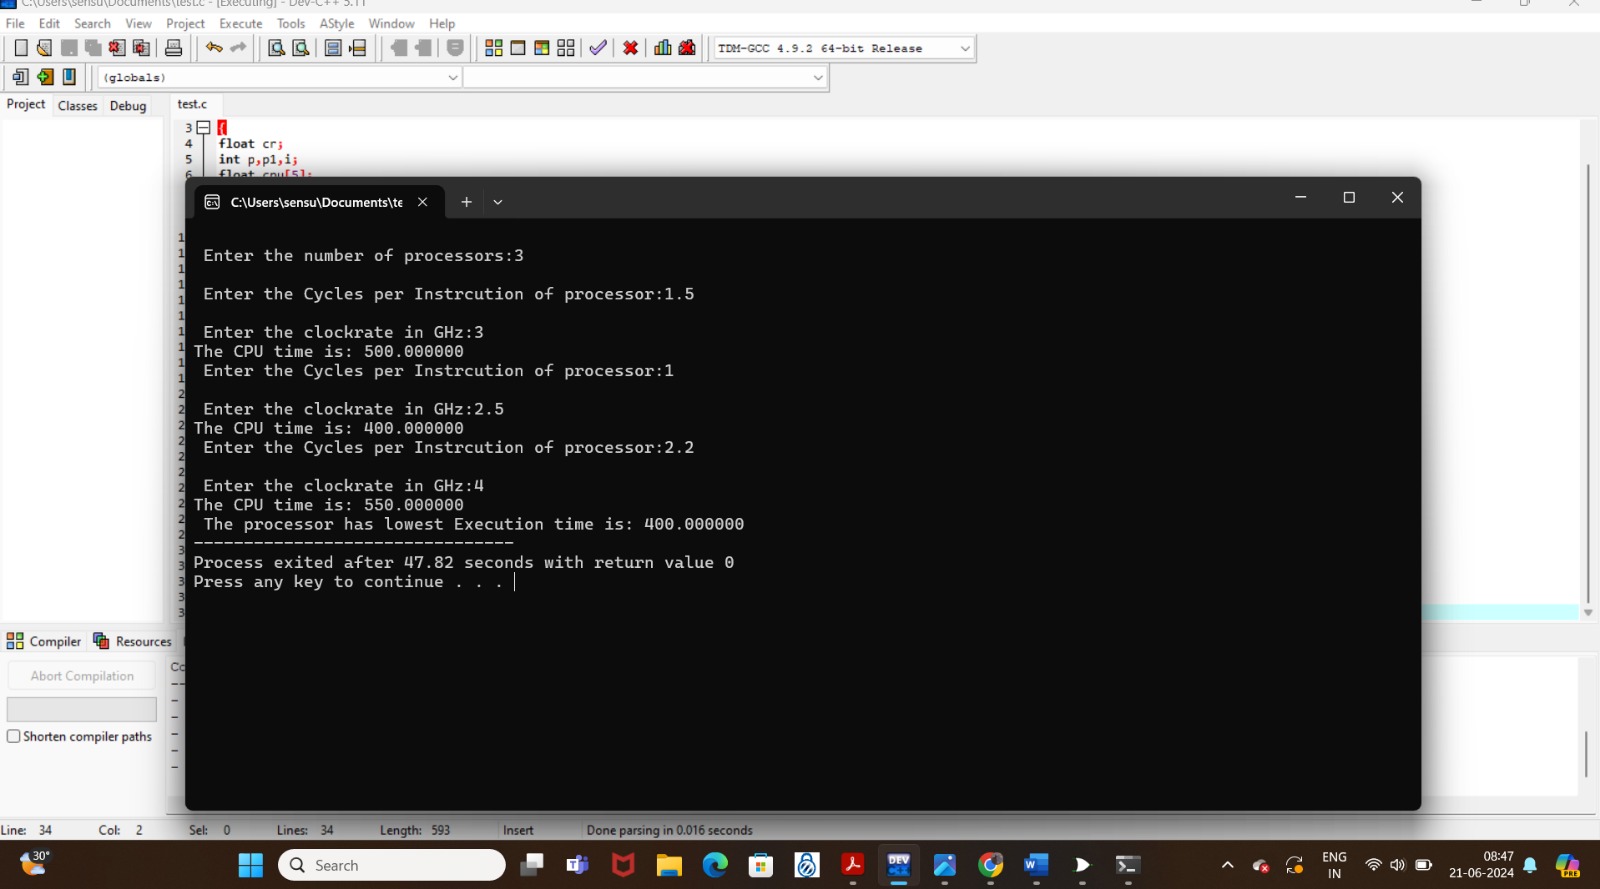 C:\Users\sensu\Documents\test.c - [Executing] - Dev-C++ 5.11
File Edit Search View Project Execute Tools AStyle Window Help
TDM-GCC 4.9.2 64-bit Release
(globals)
Project Classes Debug test.c
3 {
4 float cr;
5 int p,p1,i;
6 float cpu[5];
C:\Users\sensu\Documents\te
Enter the number of processors:3
Enter the Cycles per Instrcution of processor:1.5
Enter the clockrate in GHz:3
The CPU time is: 500.000000
Enter the Cycles per Instrcution of processor:1
Enter the clockrate in GHz:2.5
The CPU time is: 400.000000
Enter the Cycles per Instrcution of processor:2.2
Enter the clockrate in GHz:4
The CPU time is: 550.000000
The processor has lowest Execution time is: 400.000000
--------------------------------
Process exited after 47.82 seconds with return value 0
Press any key to continue . . .
Compiler Resources
Abort Compilation
Shorten compiler paths
Line: 34 Col: 2 Sel: 0 Lines: 34 Length: 593 Insert Done parsing in 0.016 seconds
30°
Search
DEV
ENG
IN
08:47
21-06-2024
PRE